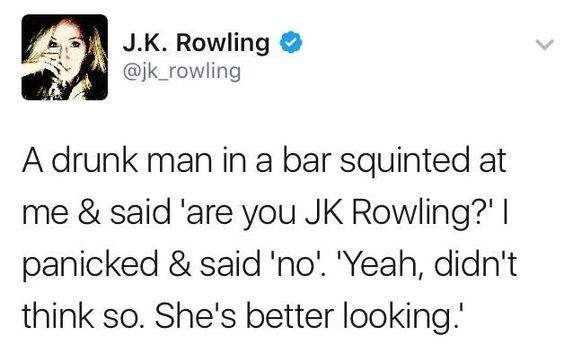 J.K. Rowling
@jk_rowling
A drunk man in a bar squinted at
me & said 'are you JK Rowling?' I
panicked & said 'no'. 'Yeah, didn't
think so. She's better looking.'